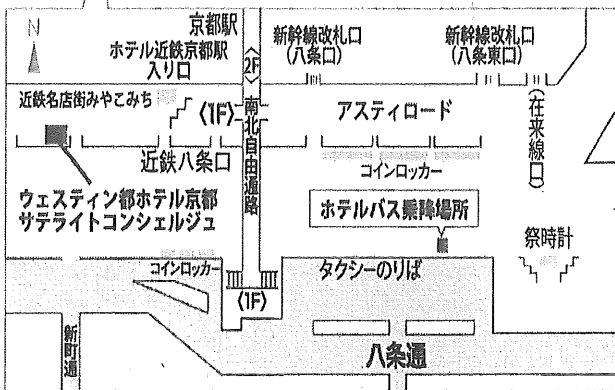 N
京都駅
ホテル近鉄京都駅
入り口
〈2F〉
新幹線改札口
(八条口)
新幹線改札口
(八条東口)
近鉄名店街みやこみち
〈1F〉
南北自由通路
アスティロード
(在来線口)
近鉄八条口
コインロッカー
ウェスティン都ホテル京都
サテライトコンシェルジュ
ホテルバス乗降場所
祭時計
コインロッカー
タクシーのりば
〈1F〉
新町通
八条通